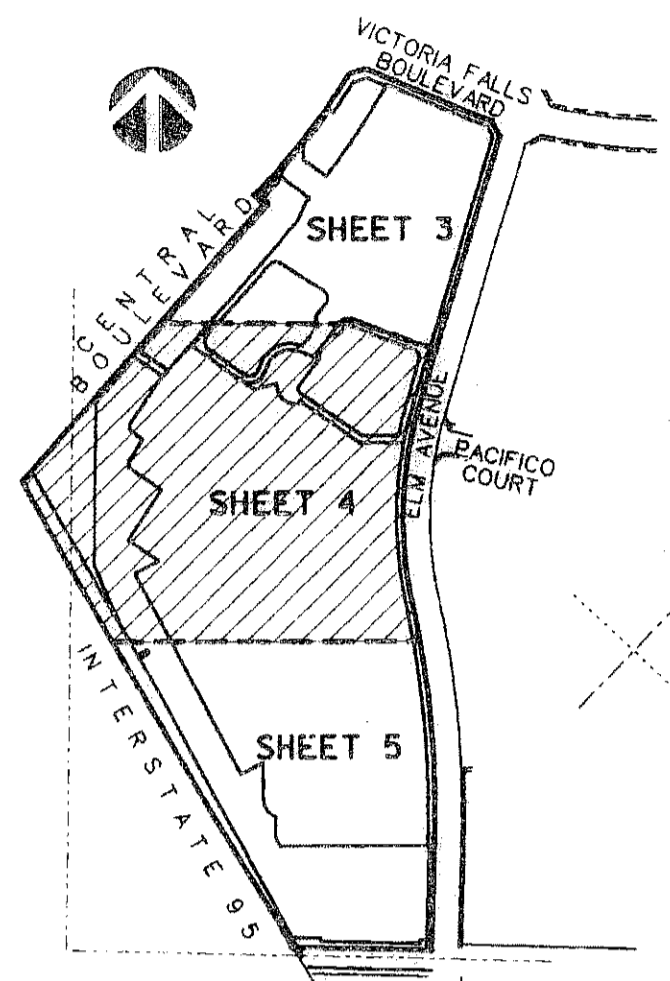 VICTORIA FALLS
BOULEVARD
CENTRAL
BOULEVARD
SHEET 3
ELM AVENUE
PACIFICO
COURT
SHEET 4
INTERSTATE 95
SHEET 5